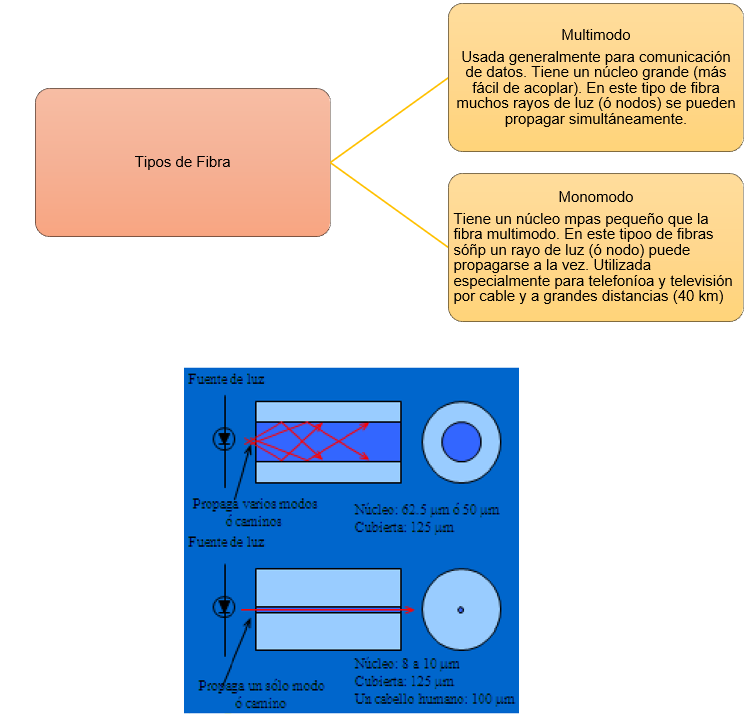 Tipos de Fibra
Multimodo
Usada generalmente para comunicación
de datos. Tiene un núcleo grande (más
fácil de acoplar). En este tipo de fibra
muchos rayos de luz (ó nodos) se pueden
propagar simultáneamente.
Monomodo
Tiene un núcleo mpas pequeño que la
fibra multimodo. En este tipoo de fibras
sóñp un rayo de luz (ó nodo) puede
propagarse a la vez. Utilizada
especialmente para telefoníoa y televisión
por cable y a grandes distancias (40 km)
Fuente de luz
Propaga varios modos
ó caminos
Núcleo: 62.5 µm ó 50 µm
Cubierta: 125 µm
Fuente de luz
Propaga un sólo modo
ó camino
Núcleo: 8 a 10 µm
Cubierta: 125 µm
Un cabello humano: 100 µm